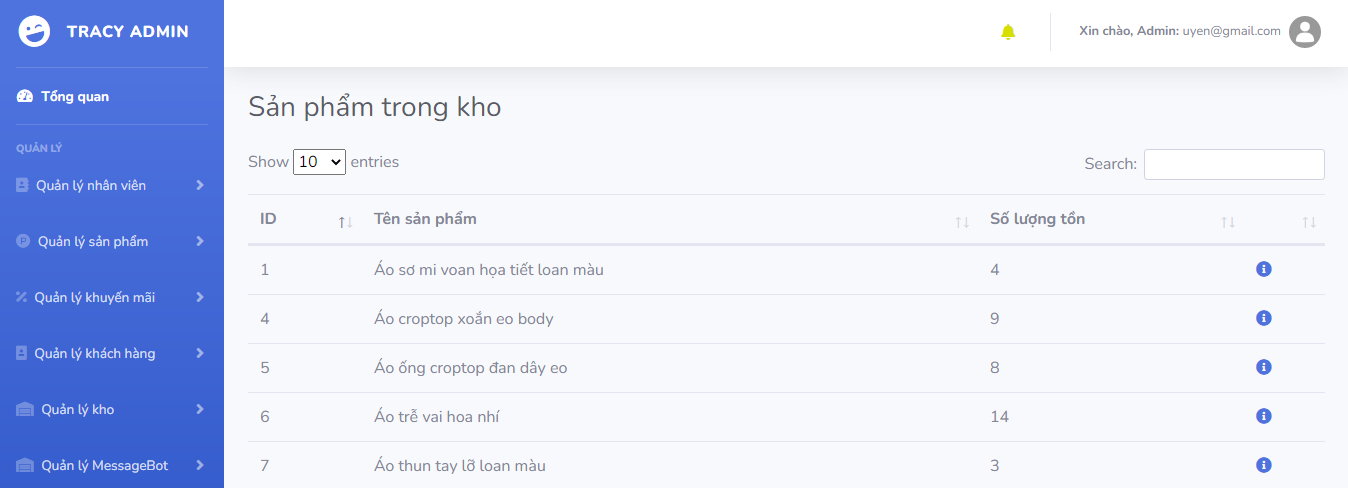 TRACY ADMIN
Xin chào, Admin: uyen@gmail.com
Tổng quan
QUẢN LÝ
Quản lý nhân viên
Quản lý sản phẩm
Quản lý khuyến mãi
Quản lý khách hàng
Quản lý kho
Quản lý MessageBot
Sản phẩm trong kho
Show 10 entries
Search:
ID Tên sản phẩm Số lượng tồn
1 Áo sơ mi voan họa tiết loan màu 4
4 Áo croptop xoắn eo body 9
5 Áo ống croptop đan dây eo 8
6 Áo trễ vai hoa nhí 14
7 Áo thun tay lỡ loan màu 3